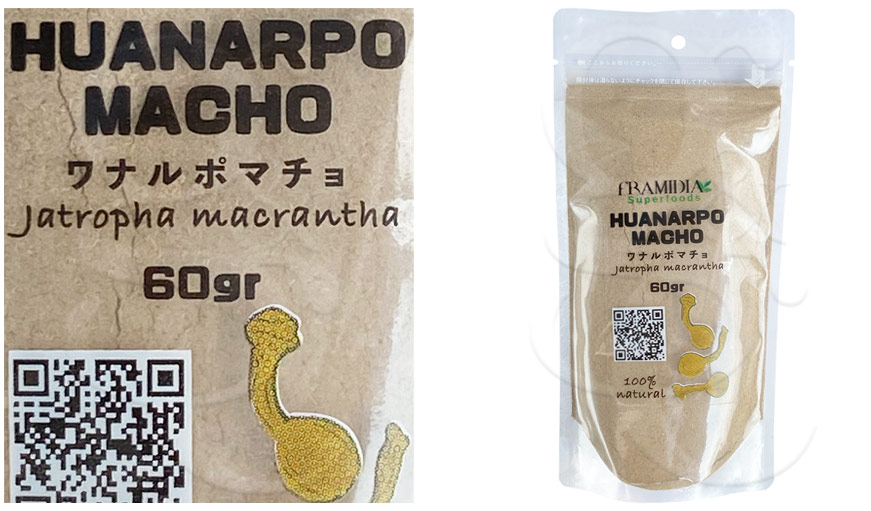 HUANARPO
MACHO
ワナルポマチョ
Jatropha macrantha
60gr
FRAMIDIA
Superfoods
HUANARPO
MACHO
ワナルポマチョ
Jatropha macrantha
60gr
100%
natural